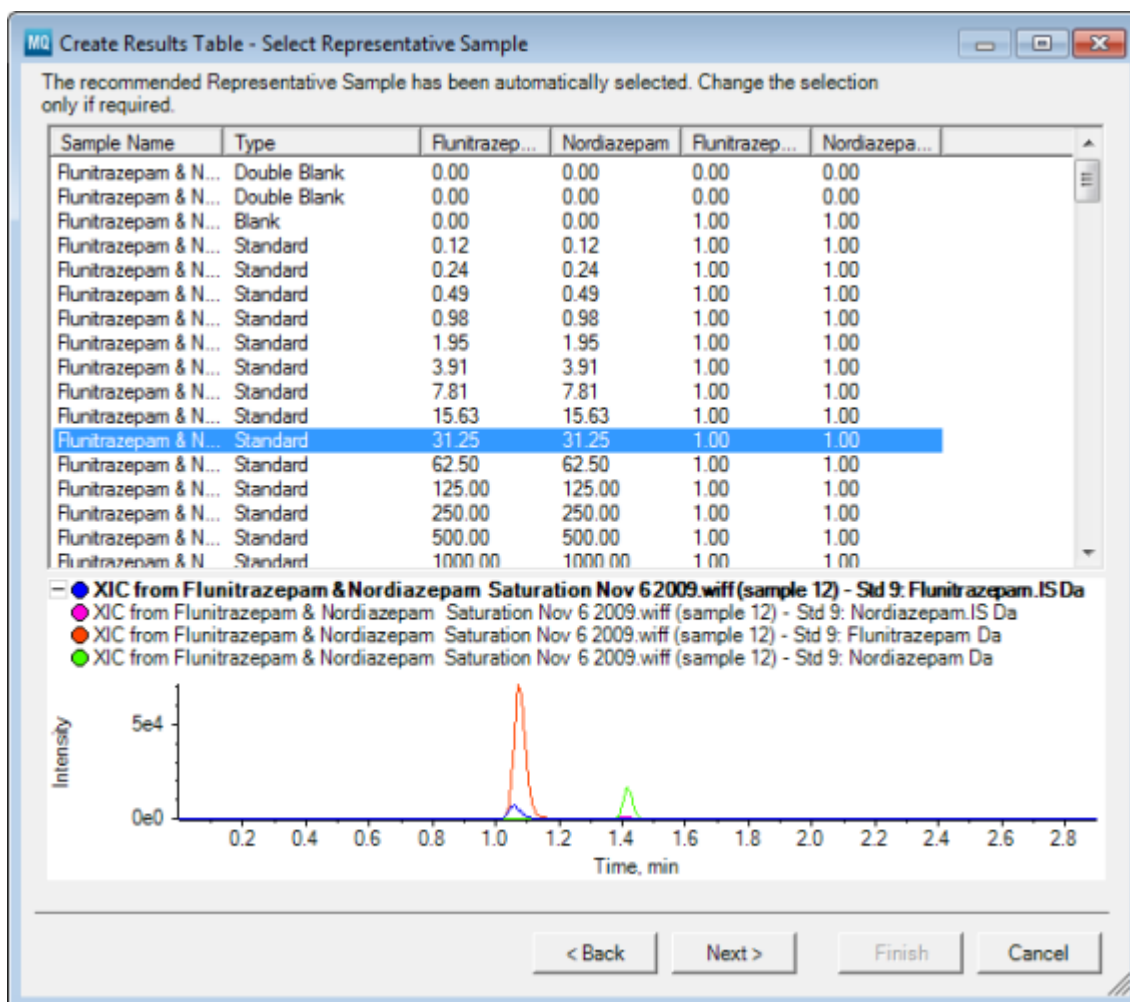 MQ Create Results Table - Select Representative Sample
The recommended Representative Sample has been automatically selected. Change the selection
only if required.
Sample Name Type Flunitrazep... Nordiazepam Flunitrazep... Nordiazepa...
Flunitrazepam & N... Double Blank 0.00 0.00 0.00 0.00
Flunitrazepam & N... Double Blank 0.00 0.00 0.00 0.00
Flunitrazepam & N... Blank 0.00 0.00 1.00 1.00
Flunitrazepam & N... Standard 0.12 0.12 1.00 1.00
Flunitrazepam & N... Standard 0.24 0.24 1.00 1.00
Flunitrazepam & N... Standard 0.49 0.49 1.00 1.00
Flunitrazepam & N... Standard 0.98 0.98 1.00 1.00
Flunitrazepam & N... Standard 1.95 1.95 1.00 1.00
Flunitrazepam & N... Standard 3.91 3.91 1.00 1.00
Flunitrazepam & N... Standard 7.81 7.81 1.00 1.00
Flunitrazepam & N... Standard 15.63 15.63 1.00 1.00
Flunitrazepam & N... Standard 31.25 31.25 1.00 1.00
Flunitrazepam & N... Standard 62.50 62.50 1.00 1.00
Flunitrazepam & N... Standard 125.00 125.00 1.00 1.00
Flunitrazepam & N... Standard 250.00 250.00 1.00 1.00
Flunitrazepam & N... Standard 500.00 500.00 1.00 1.00
Flunitrazepam & N... Standard 1000.00 1000.00 1.00 1.00
XIC from Flunitrazepam & Nordiazepam Saturation Nov 6 2009.wiff (sample 12) - Std 9: Flunitrazepam.IS Da
XIC from Flunitrazepam & Nordiazepam Saturation Nov 6 2009.wiff (sample 12) - Std 9: Nordiazepam.IS Da
XIC from Flunitrazepam & Nordiazepam Saturation Nov 6 2009.wiff (sample 12) - Std 9: Flunitrazepam Da
XIC from Flunitrazepam & Nordiazepam Saturation Nov 6 2009.wiff (sample 12) - Std 9: Nordiazepam Da
Intensity
5e4
0e0
0.2 0.4 0.6 0.8 1.0 1.2 1.4 1.6 1.8 2.0 2.2 2.4 2.6 2.8
Time, min
< Back Next > Finish Cancel